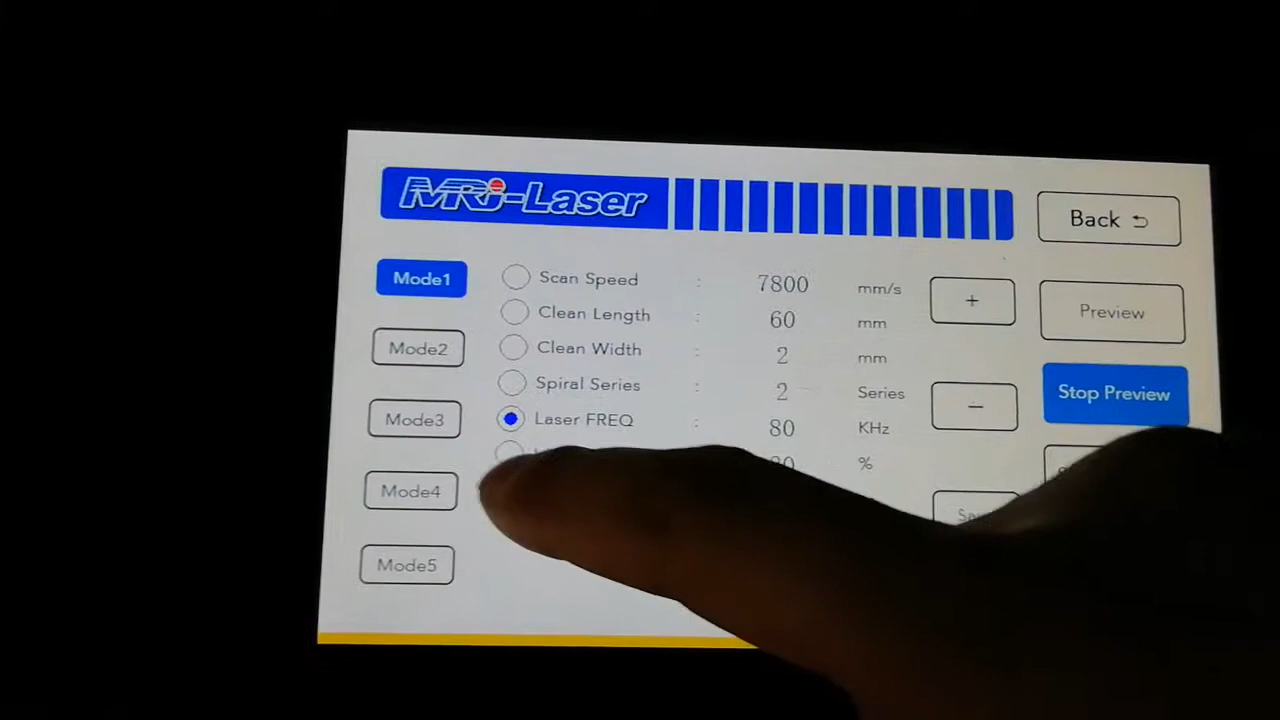 MRj-Laser
Back
Mode1
Scan Speed : 7800 mm/s
+
Preview
Clean Length : 60 mm
Mode2
Clean Width : 2 mm
Spiral Series : 2 Series
−
Stop Preview
Mode3
Laser FREQ : 80 KHz
%
Mode4
Mode5